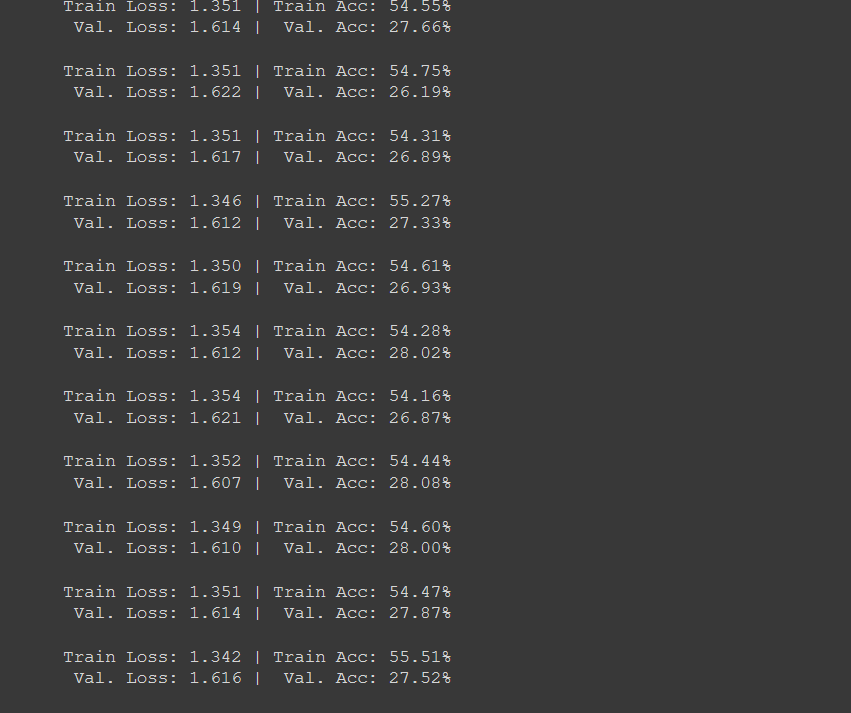 Train Loss: 1.351 | Train Acc: 54.55%
Val. Loss: 1.614 | Val. Acc: 27.66%
Train Loss: 1.351 | Train Acc: 54.75%
Val. Loss: 1.622 | Val. Acc: 26.19%
Train Loss: 1.351 | Train Acc: 54.31%
Val. Loss: 1.617 | Val. Acc: 26.89%
Train Loss: 1.346 | Train Acc: 55.27%
Val. Loss: 1.612 | Val. Acc: 27.33%
Train Loss: 1.350 | Train Acc: 54.61%
Val. Loss: 1.619 | Val. Acc: 26.93%
Train Loss: 1.354 | Train Acc: 54.28%
Val. Loss: 1.612 | Val. Acc: 28.02%
Train Loss: 1.354 | Train Acc: 54.16%
Val. Loss: 1.621 | Val. Acc: 26.87%
Train Loss: 1.352 | Train Acc: 54.44%
Val. Loss: 1.607 | Val. Acc: 28.08%
Train Loss: 1.349 | Train Acc: 54.60%
Val. Loss: 1.610 | Val. Acc: 28.00%
Train Loss: 1.351 | Train Acc: 54.47%
Val. Loss: 1.614 | Val. Acc: 27.87%
Train Loss: 1.342 | Train Acc: 55.51%
Val. Loss: 1.616 | Val. Acc: 27.52%